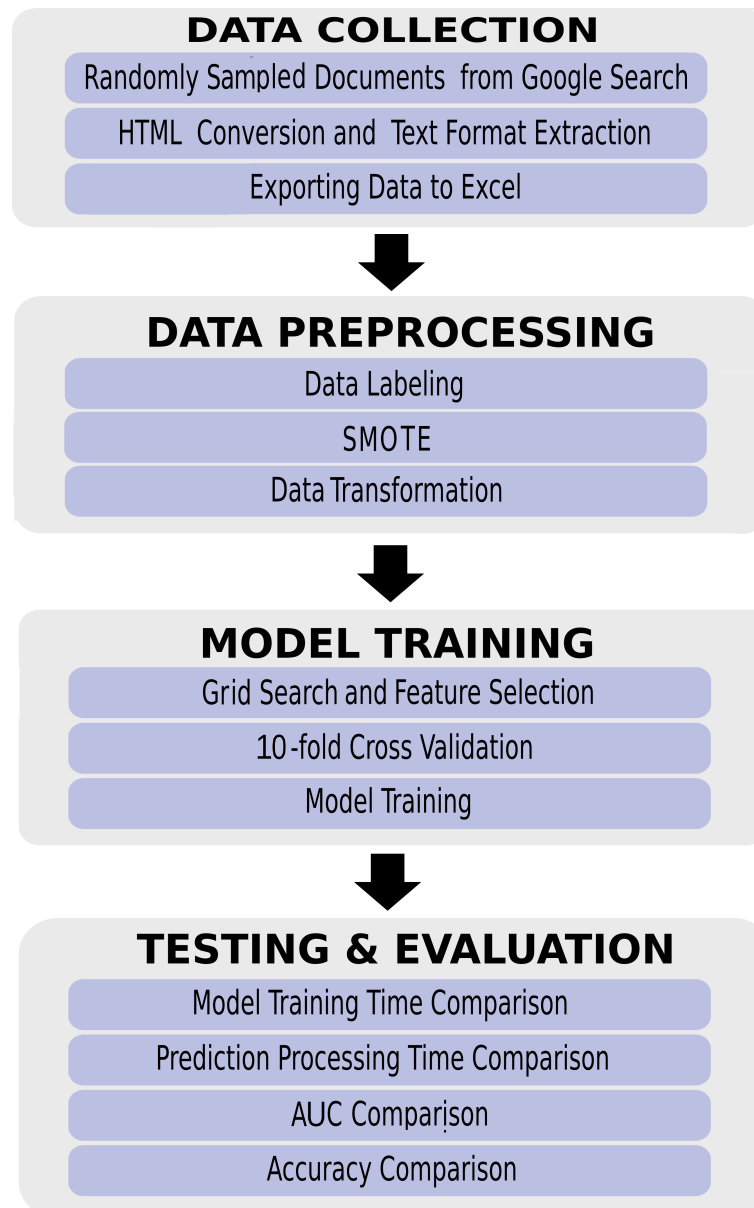 DATA COLLECTION
Randomly Sampled Documents from Google Search
HTML Conversion and Text Format Extraction
Exporting Data to Excel
DATA PREPROCESSING
Data Labeling
SMOTE
Data Transformation
MODEL TRAINING
Grid Search and Feature Selection
10-fold Cross Validation
Model Training
TESTING & EVALUATION
Model Training Time Comparison
Prediction Processing Time Comparison
AUC Comparison
Accuracy Comparison